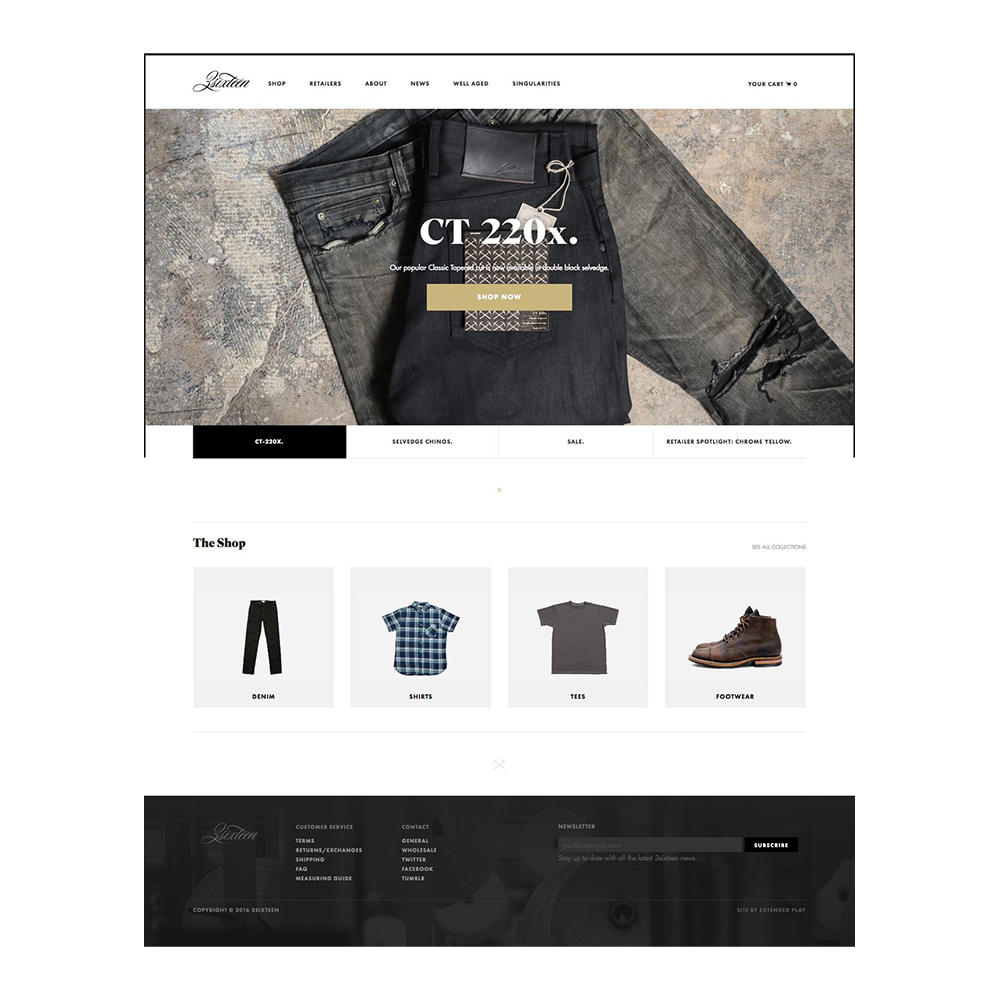 3sixteen
SHOP RETAILERS ABOUT NEWS WELL AGED SINGULARITIES
YOUR CART 0
CT-220x.
Our popular Classic Tapered cut is now available in double black selvedge.
SHOP NOW
CT-220X. SELVEDGE CHINOS. SALE. RETAILER SPOTLIGHT: CHROME YELLOW.
The Shop
SEE ALL COLLECTIONS
DENIM SHIRTS TEES FOOTWEAR
3sixteen
CUSTOMER SERVICE
TERMS
RETURNS/EXCHANGES
SHIPPING
FAQ
MEASURING GUIDE
CONTACT
GENERAL
WHOLESALE
TWITTER
FACEBOOK
TUMBLR
NEWSLETTER
you@example.com SUBSCRIBE
Stay up to date with all the latest 3sixteen news.
COPYRIGHT © 2016 3SIXTEEN
SITE BY EXTENDED PLAY